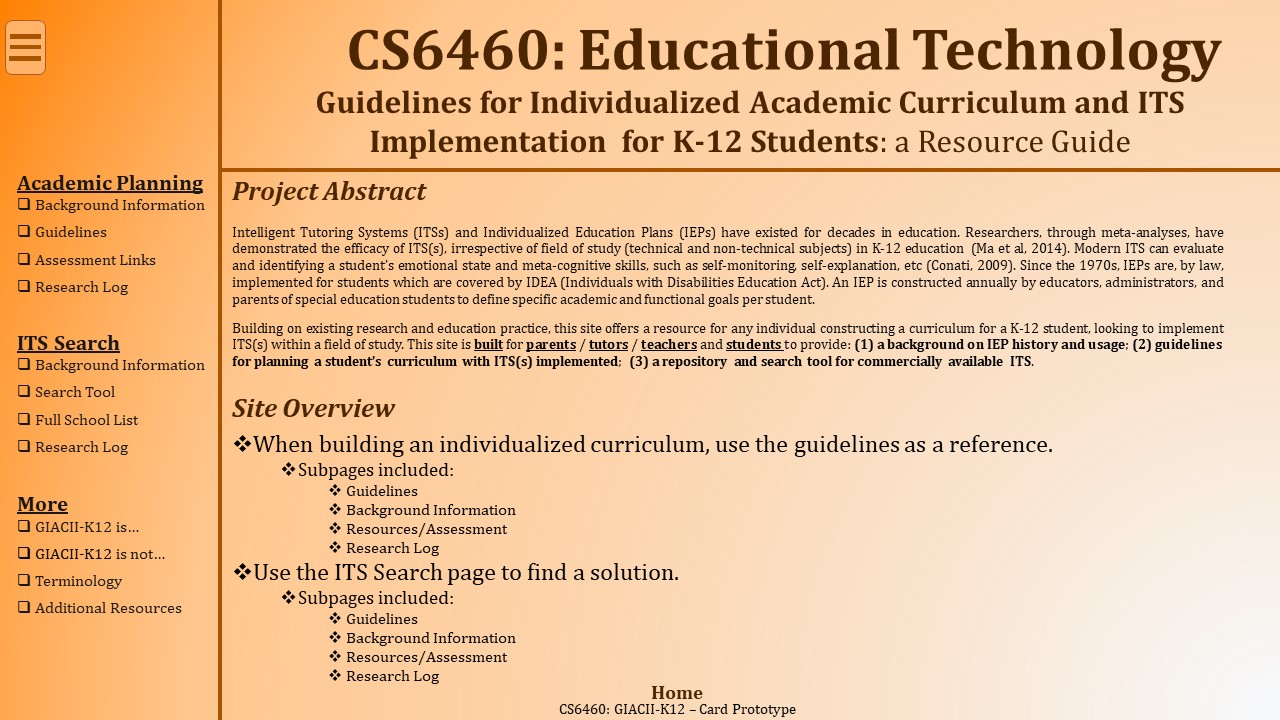 CS6460: Educational Technology
Guidelines for Individualized Academic Curriculum and ITS
Implementation for K-12 Students: a Resource Guide
Academic Planning
❑ Background Information
❑ Guidelines
❑ Assessment Links
❑ Research Log
ITS Search
❑ Background Information
❑ Search Tool
❑ Full School List
❑ Research Log
More
❑ GIACII-K12 is…
❑ GIACII-K12 is not…
❑ Terminology
❑ Additional Resources
Project Abstract
Intelligent Tutoring Systems (ITSs) and Individualized Education Plans (IEPs) have existed for decades in education. Researchers, through meta-analyses, have
demonstrated the efficacy of ITS(s), irrespective of field of study (technical and non-technical subjects) in K-12 education (Ma et al, 2014). Modern ITS can evaluate
and identifying a student's emotional state and meta-cognitive skills, such as self-monitoring, self-explanation, etc (Conati, 2009). Since the 1970s, IEPs are, by law,
implemented for students which are covered by IDEA (Individuals with Disabilities Education Act). An IEP is constructed annually by educators, administrators, and
parents of special education students to define specific academic and functional goals per student.
Building on existing research and education practice, this site offers a resource for any individual constructing a curriculum for a K-12 student, looking to implement
ITS(s) within a field of study. This site is built for parents / tutors / teachers and students to provide: (1) a background on IEP history and usage; (2) guidelines
for planning a student's curriculum with ITS(s) implemented; (3) a repository and search tool for commercially available ITS.
Site Overview
❖When building an individualized curriculum, use the guidelines as a reference.
❖Subpages included:
❖ Guidelines
❖ Background Information
❖ Resources/Assessment
❖ Research Log
❖Use the ITS Search page to find a solution.
❖Subpages included:
❖ Guidelines
❖ Background Information
❖ Resources/Assessment
❖ Research Log
Home
CS6460: GIACII-K12 – Card Prototype